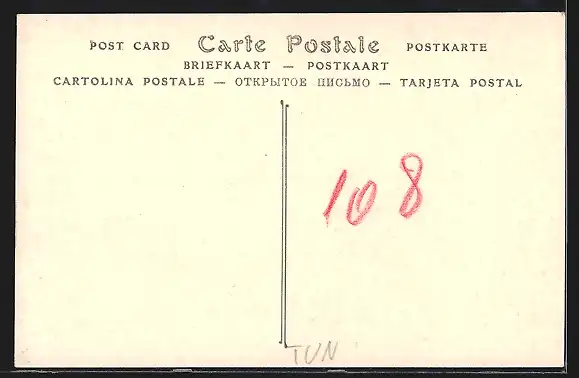 POST CARD Carte Postale POSTKARTE
BRIEFKAART — POSTKAART
CARTOLINA POSTALE — ОТКРЫТОЕ ПИСЬМО — TARJETA POSTAL
108
TUN